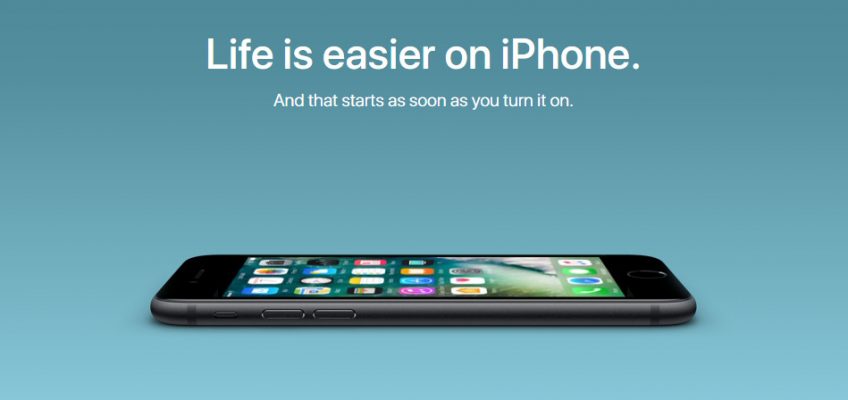 Life is easier on iPhone.
And that starts as soon as you turn it on.